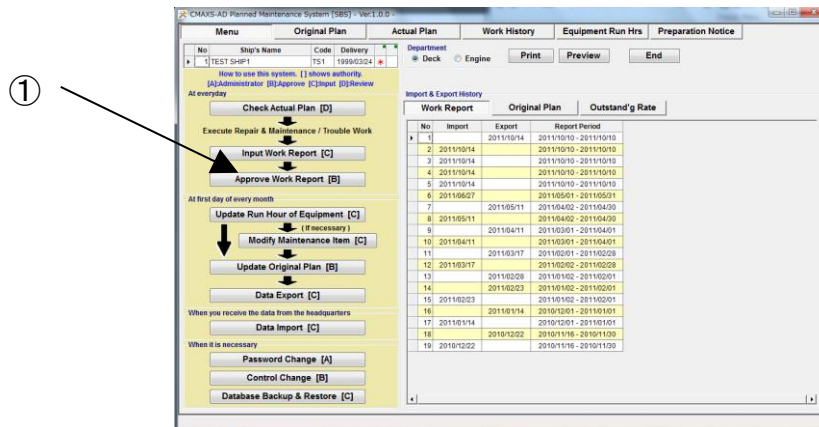 CMAXS-AD Planned Maintenance System [SBS] - Ver.1.0.0 -
Menu Original Plan Actual Plan Work History Equipment Run Hrs Preparation Notice
No Ship's Name Code Delivery * *
1 TEST SHIP1 TS1 1999/03/24 *
Department
Deck Engine Print Preview End
How to use this system. [ ] shows authority.
[A]:Administrator [B]:Approve [C]:Input [D]:Review
①
At everyday
Check Actual Plan [D]
Execute Repair & Maintenance / Trouble Work
Input Work Report [C]
Approve Work Report [B]
At first day of every month
Update Run Hour of Equipment [C]
( If necessary )
Modify Maintenance Item [C]
Update Original Plan [B]
Data Export [C]
When you receive the data from the headquarters
Data Import [C]
When it is necessary
Password Change [A]
Control Change [B]
Database Backup & Restore [C]
Import & Export History
Work Report Original Plan Outstand'g Rate
No Import Export Report Period
1 2011/10/14 2011/10/10 - 2011/10/10
2 2011/10/14 2011/10/10 - 2011/10/10
3 2011/10/14 2011/10/10 - 2011/10/10
4 2011/10/14 2011/10/10 - 2011/10/10
5 2011/10/14 2011/10/10 - 2011/10/10
6 2011/06/27 2011/05/01 - 2011/05/31
7 2011/05/11 2011/04/02 - 2011/04/30
8 2011/05/11 2011/04/02 - 2011/04/30
9 2011/04/11 2011/03/01 - 2011/04/01
10 2011/04/11 2011/03/01 - 2011/04/01
11 2011/03/17 2011/02/01 - 2011/02/28
12 2011/03/17 2011/02/02 - 2011/02/28
13 2011/02/28 2011/01/02 - 2011/02/01
14 2011/02/23 2011/01/02 - 2011/02/01
15 2011/02/23 2011/01/02 - 2011/02/01
16 2011/01/14 2010/12/01 - 2011/01/01
17 2011/01/14 2010/12/01 - 2011/01/01
18 2010/12/22 2010/11/16 - 2010/11/30
19 2010/12/22 2010/11/16 - 2010/11/30